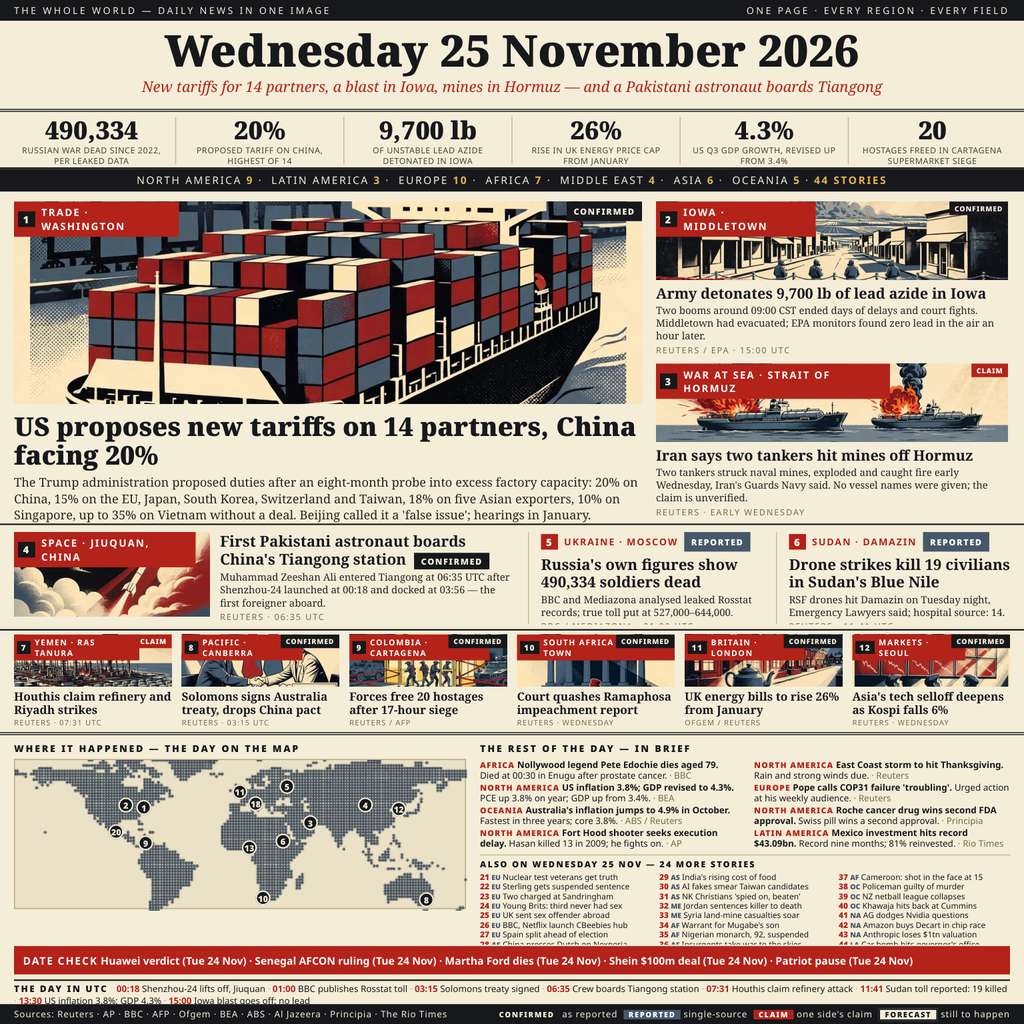 THE WHOLE WORLD — DAILY NEWS IN ONE IMAGE
ONE PAGE · EVERY REGION · EVERY FIELD
Wednesday 25 November 2026
New tariffs for 14 partners, a blast in Iowa, mines in Hormuz — and a Pakistani astronaut boards Tiangong
490,334
RUSSIAN WAR DEAD SINCE 2022,
PER LEAKED DATA
20%
PROPOSED TARIFF ON CHINA,
HIGHEST OF 14
9,700 lb
OF UNSTABLE LEAD AZIDE
DETONATED IN IOWA
26%
RISE IN UK ENERGY PRICE CAP
FROM JANUARY
4.3%
US Q3 GDP GROWTH, REVISED UP
FROM 3.4%
20
HOSTAGES FREED IN CARTAGENA
SUPERMARKET SIEGE
NORTH AMERICA 9 · LATIN AMERICA 3 · EUROPE 10 · AFRICA 7 · MIDDLE EAST 4 · ASIA 6 · OCEANIA 5 · 44 STORIES
1 TRADE ·
WASHINGTON
CONFIRMED
US proposes new tariffs on 14 partners, China
facing 20%
The Trump administration proposed duties after an eight-month probe into excess factory capacity: 20% on
China, 15% on the EU, Japan, South Korea, Switzerland and Taiwan, 18% on five Asian exporters, 10% on
Singapore, up to 35% on Vietnam without a deal. Beijing called it a 'false issue'; hearings in January.
2 IOWA ·
MIDDLETOWN
CONFIRMED
Army detonates 9,700 lb of lead azide in Iowa
Two booms around 09:00 CST ended days of delays and court fights.
Middletown had evacuated; EPA monitors found zero lead in the air an
hour later.
REUTERS / EPA · 15:00 UTC
3 WAR AT SEA · STRAIT OF
HORMUZ
CLAIM
Iran says two tankers hit mines off Hormuz
Two tankers struck naval mines, exploded and caught fire early
Wednesday, Iran's Guards Navy said. No vessel names were given; the
claim is unverified.
REUTERS · EARLY WEDNESDAY
4 SPACE · JIUQUAN,
CHINA
First Pakistani astronaut boards
China's Tiangong station CONFIRMED
Muhammad Zeeshan Ali entered Tiangong at 06:35 UTC after
Shenzhou-24 launched at 00:18 and docked at 03:56 — the
first foreigner aboard.
REUTERS · 06:35 UTC
5 UKRAINE · MOSCOW REPORTED
Russia's own figures show
490,334 soldiers dead
BBC and Mediazona analysed leaked Rosstat
records; true toll put at 527,000–644,000.
6 SUDAN · DAMAZIN REPORTED
Drone strikes kill 19 civilians
in Sudan's Blue Nile
RSF drones hit Damazin on Tuesday night,
Emergency Lawyers said; hospital source: 14.
7 YEMEN · RAS
TANURA
CLAIM
Houthis claim refinery and
Riyadh strikes
REUTERS · 07:31 UTC
8 PACIFIC ·
CANBERRA
CONFIRMED
Solomons signs Australia
treaty, drops China pact
REUTERS · 03:15 UTC
9 COLOMBIA ·
CARTAGENA
CONFIRMED
Forces free 20 hostages
after 17-hour siege
REUTERS / AFP
10 SOUTH AFRICA
TOWN
CONFIRMED
Court quashes Ramaphosa
impeachment report
REUTERS · WEDNESDAY
11 BRITAIN ·
LONDON
CONFIRMED
UK energy bills to rise 26%
from January
OFGEM / REUTERS
12 MARKETS ·
SEOUL
CONFIRMED
Asia's tech selloff deepens
as Kospi falls 6%
REUTERS · WEDNESDAY
WHERE IT HAPPENED — THE DAY ON THE MAP
11
5
18
2
1
4
12
3
20
9
13
6
10
8
THE REST OF THE DAY — IN BRIEF
AFRICA Nollywood legend Pete Edochie dies aged 79.
Died at 00:30 in Enugu after prostate cancer. · BBC
NORTH AMERICA US inflation 3.8%; GDP revised to 4.3%.
PCE up 3.8% on year; GDP up from 3.4%. · BEA
OCEANIA Australia's inflation jumps to 4.9% in October.
Fastest in three years; core 3.8%. · ABS / Reuters
NORTH AMERICA Fort Hood shooter seeks execution
delay. Hasan killed 13 in 2009; he fights on. · AP
NORTH AMERICA East Coast storm to hit Thanksgiving.
Rain and strong winds due. · Reuters
EUROPE Pope calls COP31 failure 'troubling'. Urged action
at his weekly audience. · Reuters
NORTH AMERICA Roche cancer drug wins second FDA
approval. Swiss pill wins a second approval. · Principia
LATIN AMERICA Mexico investment hits record
$43.09bn. Record nine months; 81% reinvested. · Rio Times
ALSO ON WEDNESDAY 25 NOV — 24 MORE STORIES
21 EU Nuclear test veterans get truth
22 EU Sterling gets suspended sentence
23 EU Two charged at Sandringham
24 EU Young Brits: third never had sex
25 EU UK sent sex offender abroad
26 EU BBC, Netflix launch CBeebies hub
27 EU Spain split ahead of election
28 AS China presses Dutch on Nexperia
29 AS India's rising cost of food
30 AS AI fakes smear Taiwan candidates
31 AS NK Christians 'spied on, beaten'
32 ME Jordan sentences killer to death
33 ME Syria land-mine casualties soar
34 AF Warrant for Mugabe's son
35 AF Nigerian monarch, 92, suspended
36 AF Insurgents take war to the skies
37 AF Cameroon: shot in the face at 15
38 OC Policeman guilty of murder
39 OC NZ netball league collapses
40 OC Khawaja hits back at Cummins
41 NA AG dodges Nvidia questions
42 NA Amazon buys Decart in chip race
43 NA Anthropic loses $1tn valuation
44 LA Car bomb hits governor's office
DATE CHECK Huawei verdict (Tue 24 Nov) · Senegal AFCON ruling (Tue 24 Nov) · Martha Ford dies (Tue 24 Nov) · Shein $100m deal (Tue 24 Nov) · Patriot pause (Tue 24 Nov)
THE DAY IN UTC 00:18 Shenzhou-24 lifts off, Jiuquan · 01:00 BBC publishes Rosstat toll · 03:15 Solomons treaty signed · 06:35 Crew boards Tiangong station · 07:31 Houthis claim refinery attack · 11:41 Sudan toll reported: 19 killed
· 13:30 US inflation 3.8%; GDP 4.3% · 15:00 Iowa blast goes off; no lead
Sources: Reuters · AP · BBC · AFP · Ofgem · BEA · ABS · Al Jazeera · Principia · The Rio Times
CONFIRMED as reported REPORTED single-source CLAIM one side's claim FORECAST still to happen